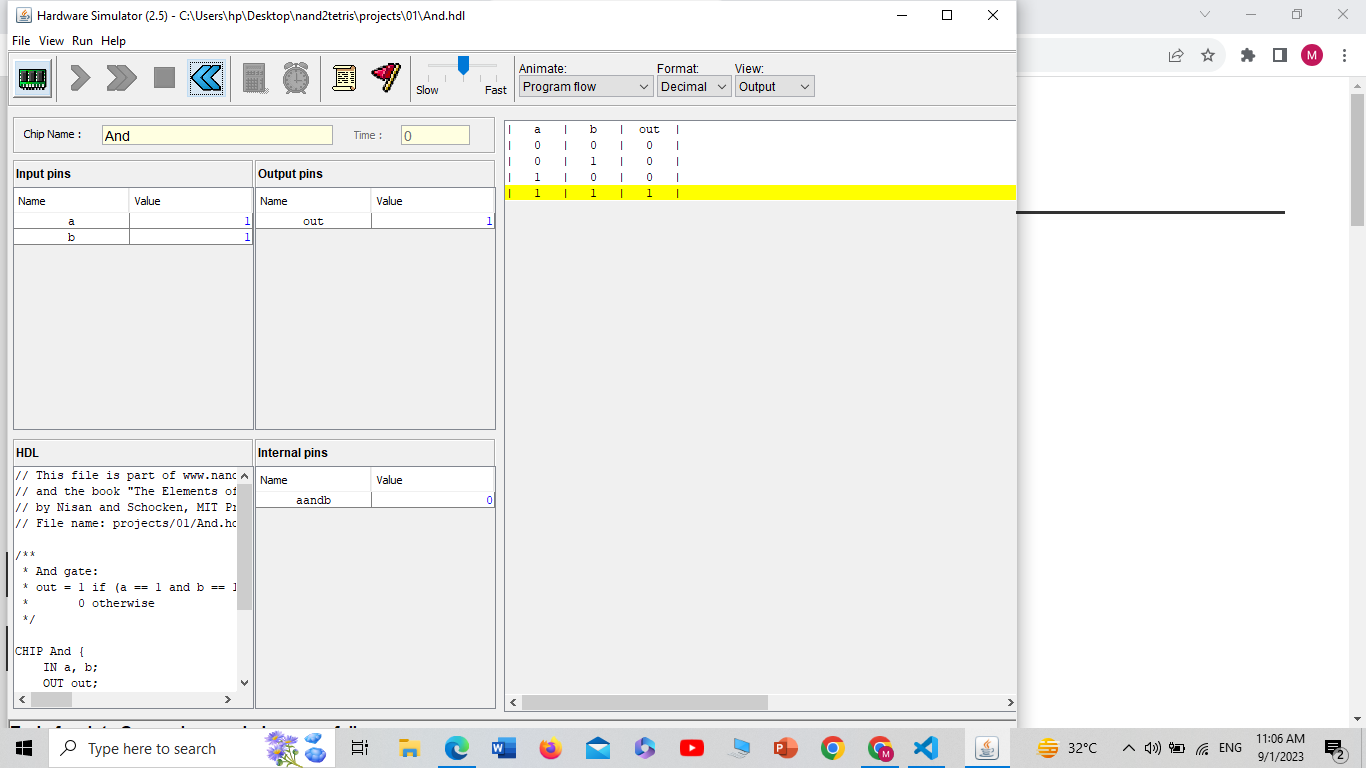 Hardware Simulator (2.5) - C:\Users\hp\Desktop\nand2tetris\projects\01\And.hdl
File View Run Help
Slow Fast
Animate: Format: View:
Program flow Decimal Output
Chip Name : And Time : 0
Input pins
Name Value
a 1
b 1
Output pins
Name Value
out 1
HDL
// This file is part of www.nand
// and the book "The Elements of
// by Nisan and Schocken, MIT Pr
// File name: projects/01/And.hd
/**
* And gate:
* out = 1 if (a == 1 and b == 1
* 0 otherwise
*/
CHIP And {
IN a, b;
OUT out;
Internal pins
Name Value
aandb 0
| a | b | out |
| 0 | 0 | 0 |
| 0 | 1 | 0 |
| 1 | 0 | 0 |
| 1 | 1 | 1 |
M
Type here to search
32°C
ENG
11:06 AM
9/1/2023
2